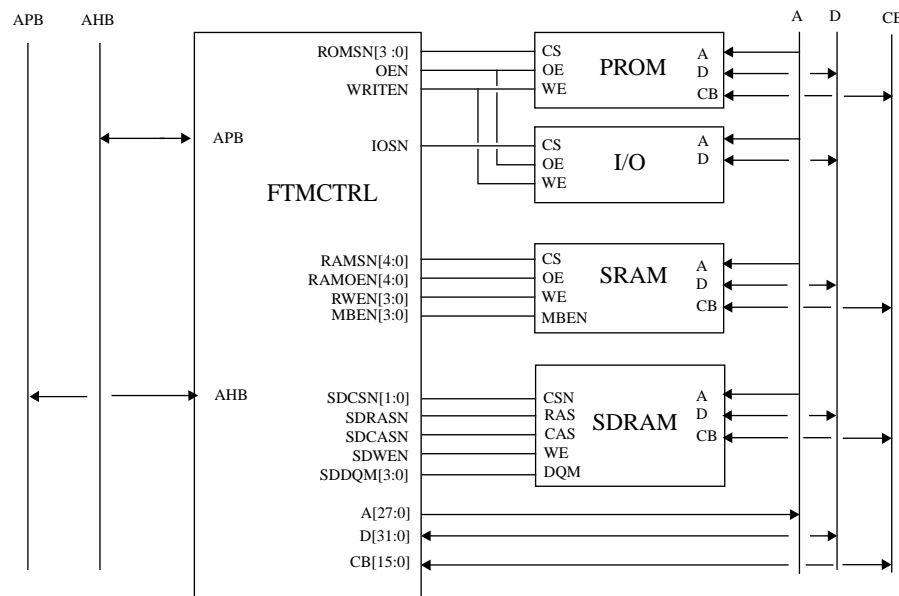 APB AHB A D CB
ROMSN[3 :0] CS PROM A
OEN OE D
WRITEN WE CB
APB
IOSN CS I/O A
OE D
WE
FTMCTRL
RAMSN[4:0] CS SRAM A
RAMOEN[4:0] OE D
RWEN[3:0] WE CB
MBEN[3:0] MBEN
AHB
SDCSN[1:0] CSN SDRAM A
SDRASN RAS D
SDCASN CAS CB
SDWEN WE
SDDQM[3:0] DQM
A[27:0]
D[31:0]
CB[15:0]